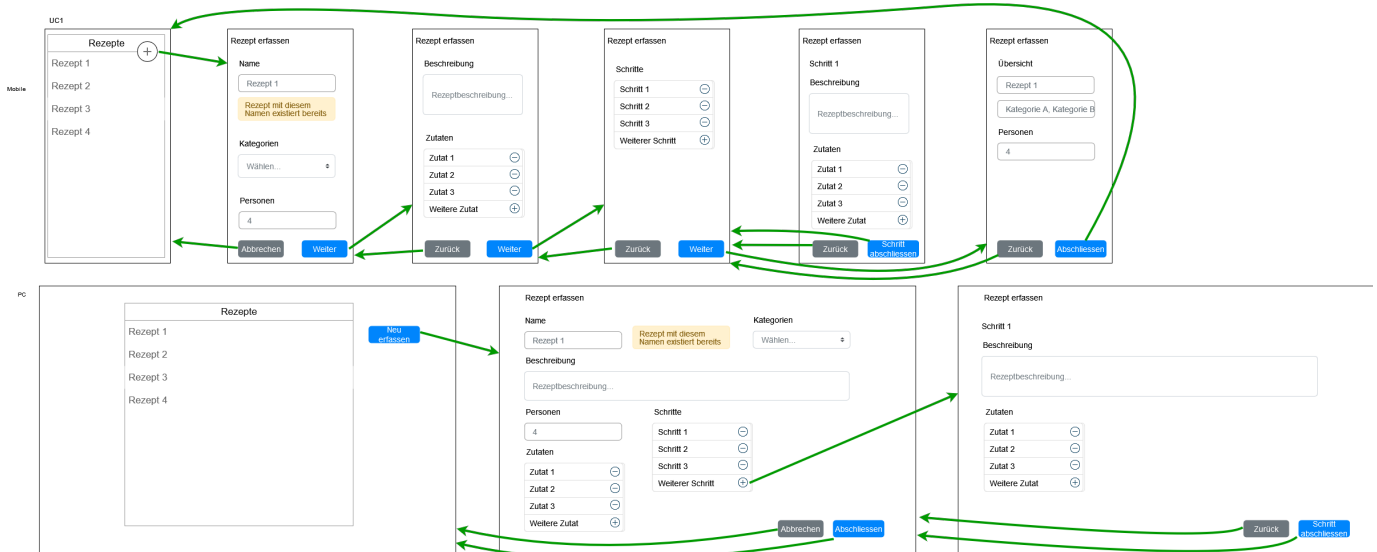 UC1
Mobile
Rezepte
+
Rezept 1
Rezept 2
Rezept 3
Rezept 4
Rezept erfassen
Name
Rezept 1
Rezept mit diesem
Namen existiert bereits
Kategorien
Wählen...
Personen
4
Abbrechen
Weiter
Rezept erfassen
Beschreibung
Rezeptbeschreibung...
Zutaten
Zutat 1
Zutat 2
Zutat 3
Weitere Zutat
Zurück
Weiter
Rezept erfassen
Schritte
Schritt 1
Schritt 2
Schritt 3
Weiterer Schritt
Zurück
Weiter
Rezept erfassen
Schritt 1
Beschreibung
Rezeptbeschreibung...
Zutaten
Zutat 1
Zutat 2
Zutat 3
Weitere Zutat
Zurück
Schritt
abschliessen
Rezept erfassen
Übersicht
Rezept 1
Kategorie A, Kategorie B
Personen
4
Zurück
Abschliessen
PC
Rezepte
Rezept 1
Rezept 2
Rezept 3
Rezept 4
Neu
erfassen
Rezept erfassen
Name
Rezept 1
Rezept mit diesem
Namen existiert bereits
Kategorien
Wählen...
Beschreibung
Rezeptbeschreibung...
Personen
4
Zutaten
Zutat 1
Zutat 2
Zutat 3
Weitere Zutat
Schritte
Schritt 1
Schritt 2
Schritt 3
Weiterer Schritt
Abbrechen
Abschliessen
Rezept erfassen
Schritt 1
Beschreibung
Rezeptbeschreibung...
Zutaten
Zutat 1
Zutat 2
Zutat 3
Weitere Zutat
Zurück
Schritt
abschliessen